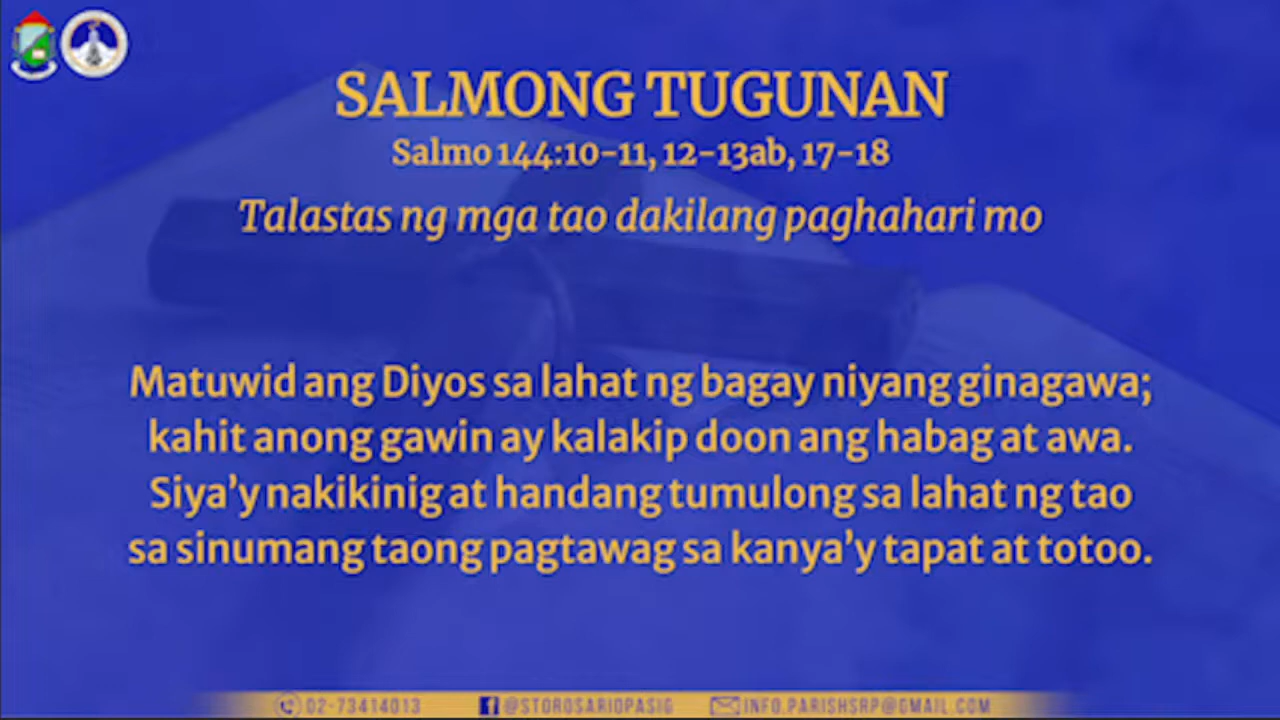 SALMONG TUGUNAN
Salmo 144:10-11, 12-13ab, 17-18
Talastas ng mga tao dakilang paghahari mo
Matuwid ang Diyos sa lahat ng bagay niyang ginagawa;
kahit anong gawin ay kalakip doon ang habag at awa.
Siya’y nakikinig at handang tumulong sa lahat ng tao
sa sinumang taong pagtawag sa kanya’y tapat at totoo.
02-73414013 @STOROSARIOPASIG INFO.PARISHSRP@GMAIL.COM